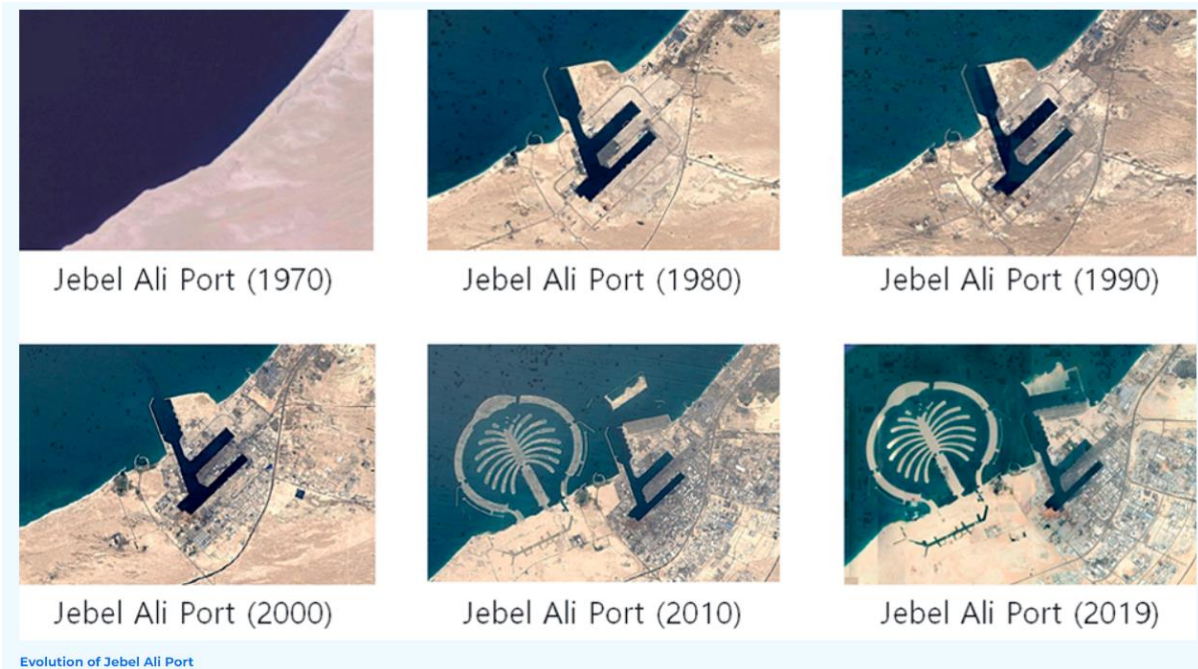 Jebel Ali Port (1970)
Jebel Ali Port (1980)
Jebel Ali Port (1990)
Jebel Ali Port (2000)
Jebel Ali Port (2010)
Jebel Ali Port (2019)
Evolution of Jebel Ali Port